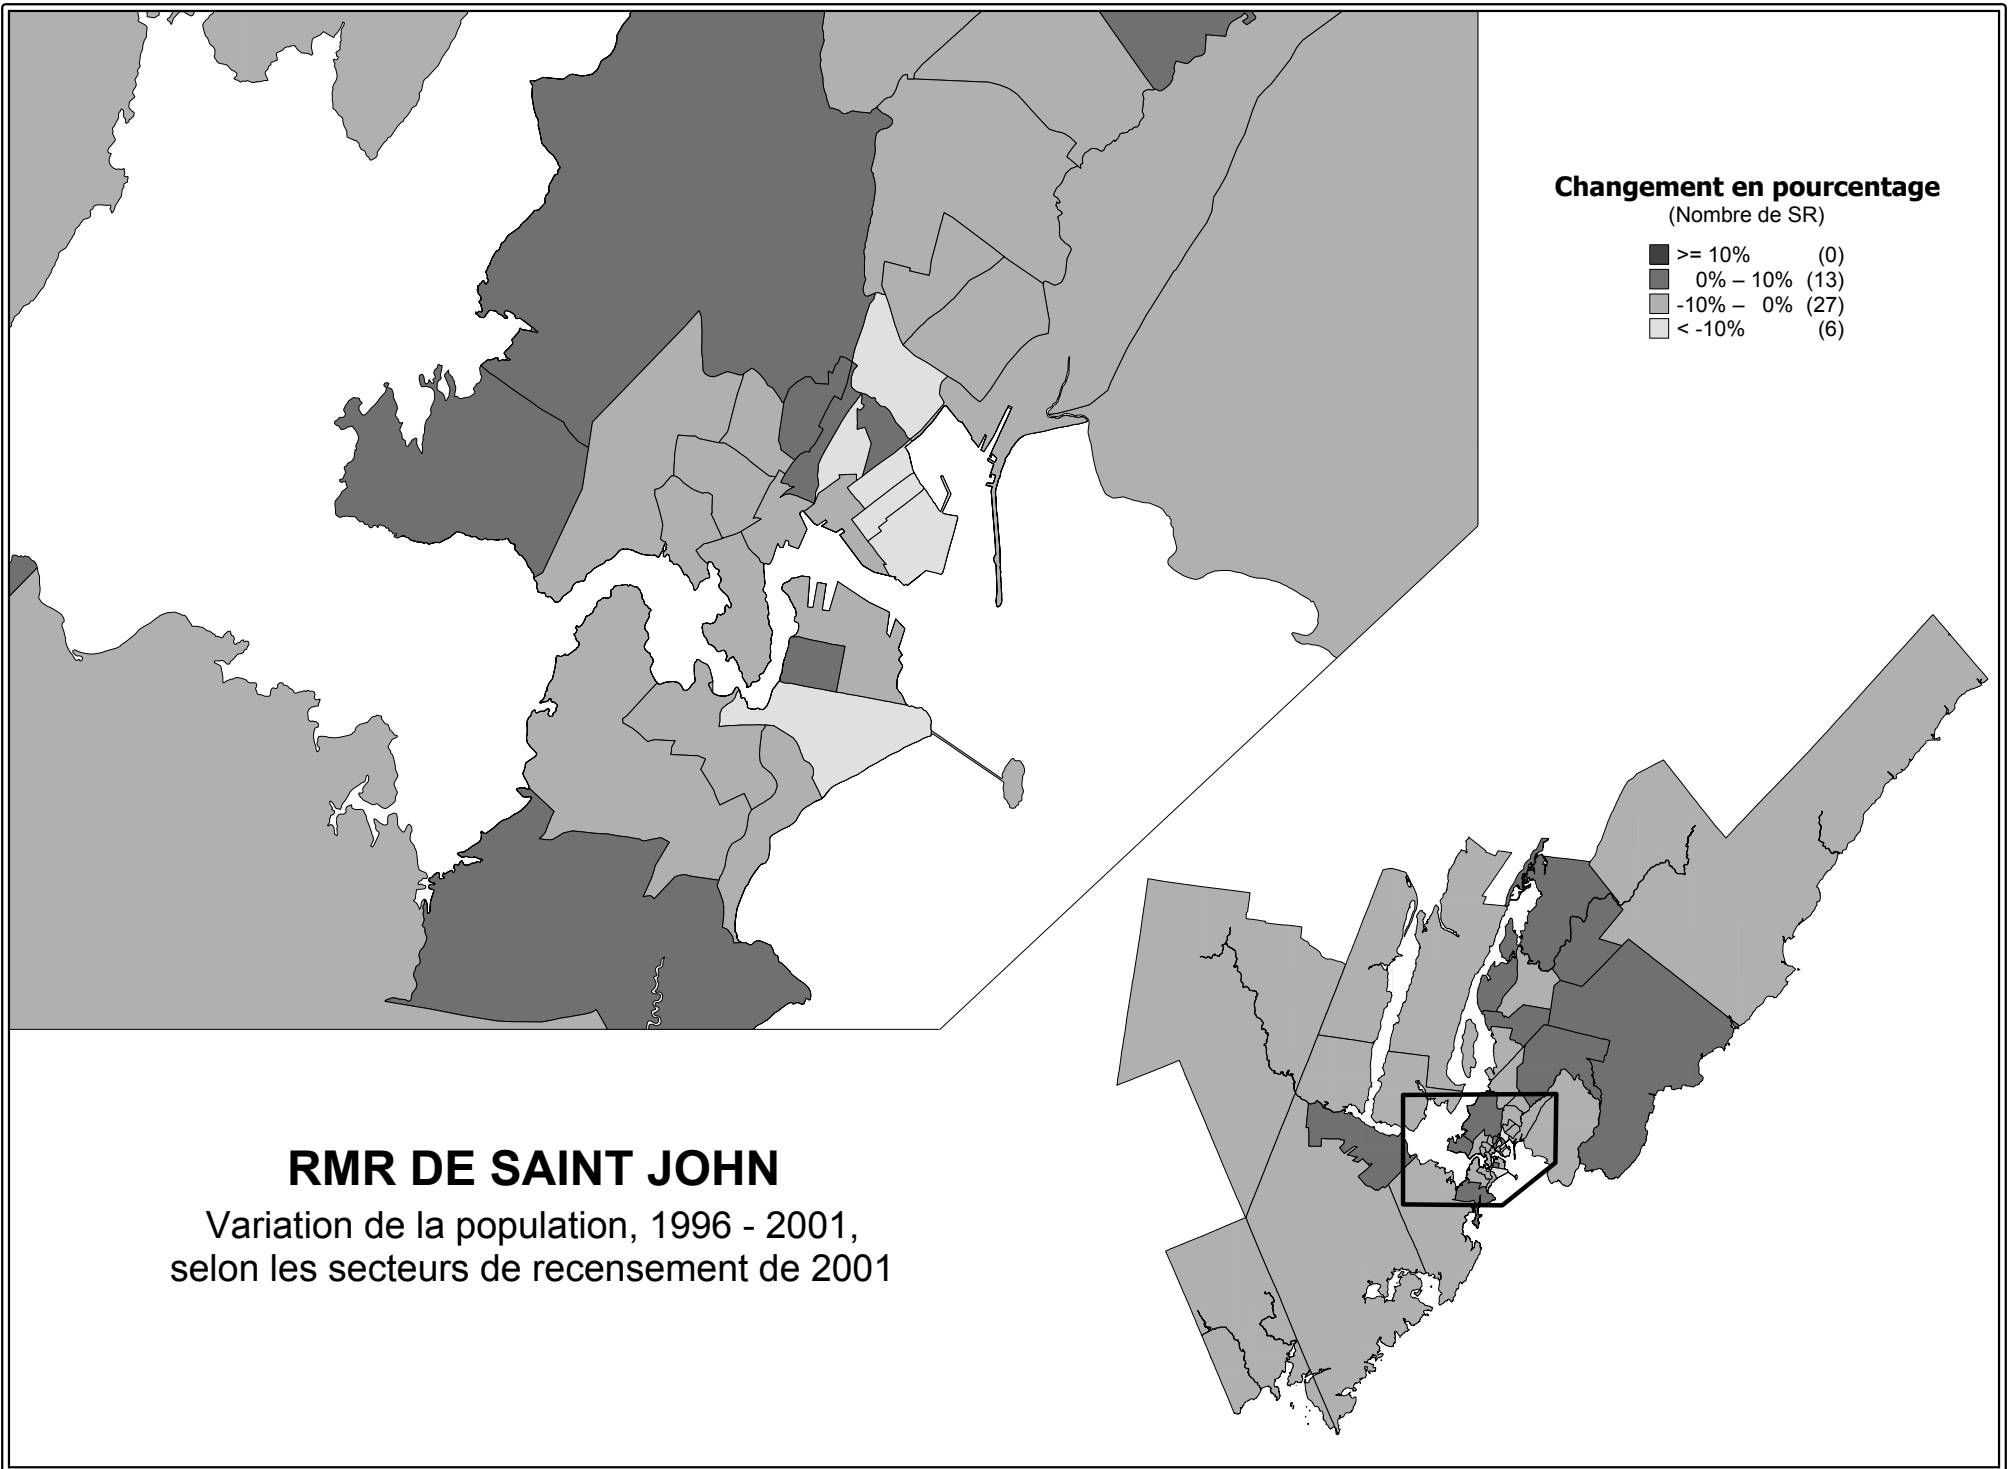 Changement en pourcentage
(Nombre de SR)
>= 10% (0)
0% – 10% (13)
-10% – 0% (27)
< -10% (6)
RMR DE SAINT JOHN
Variation de la population, 1996 - 2001,
selon les secteurs de recensement de 2001